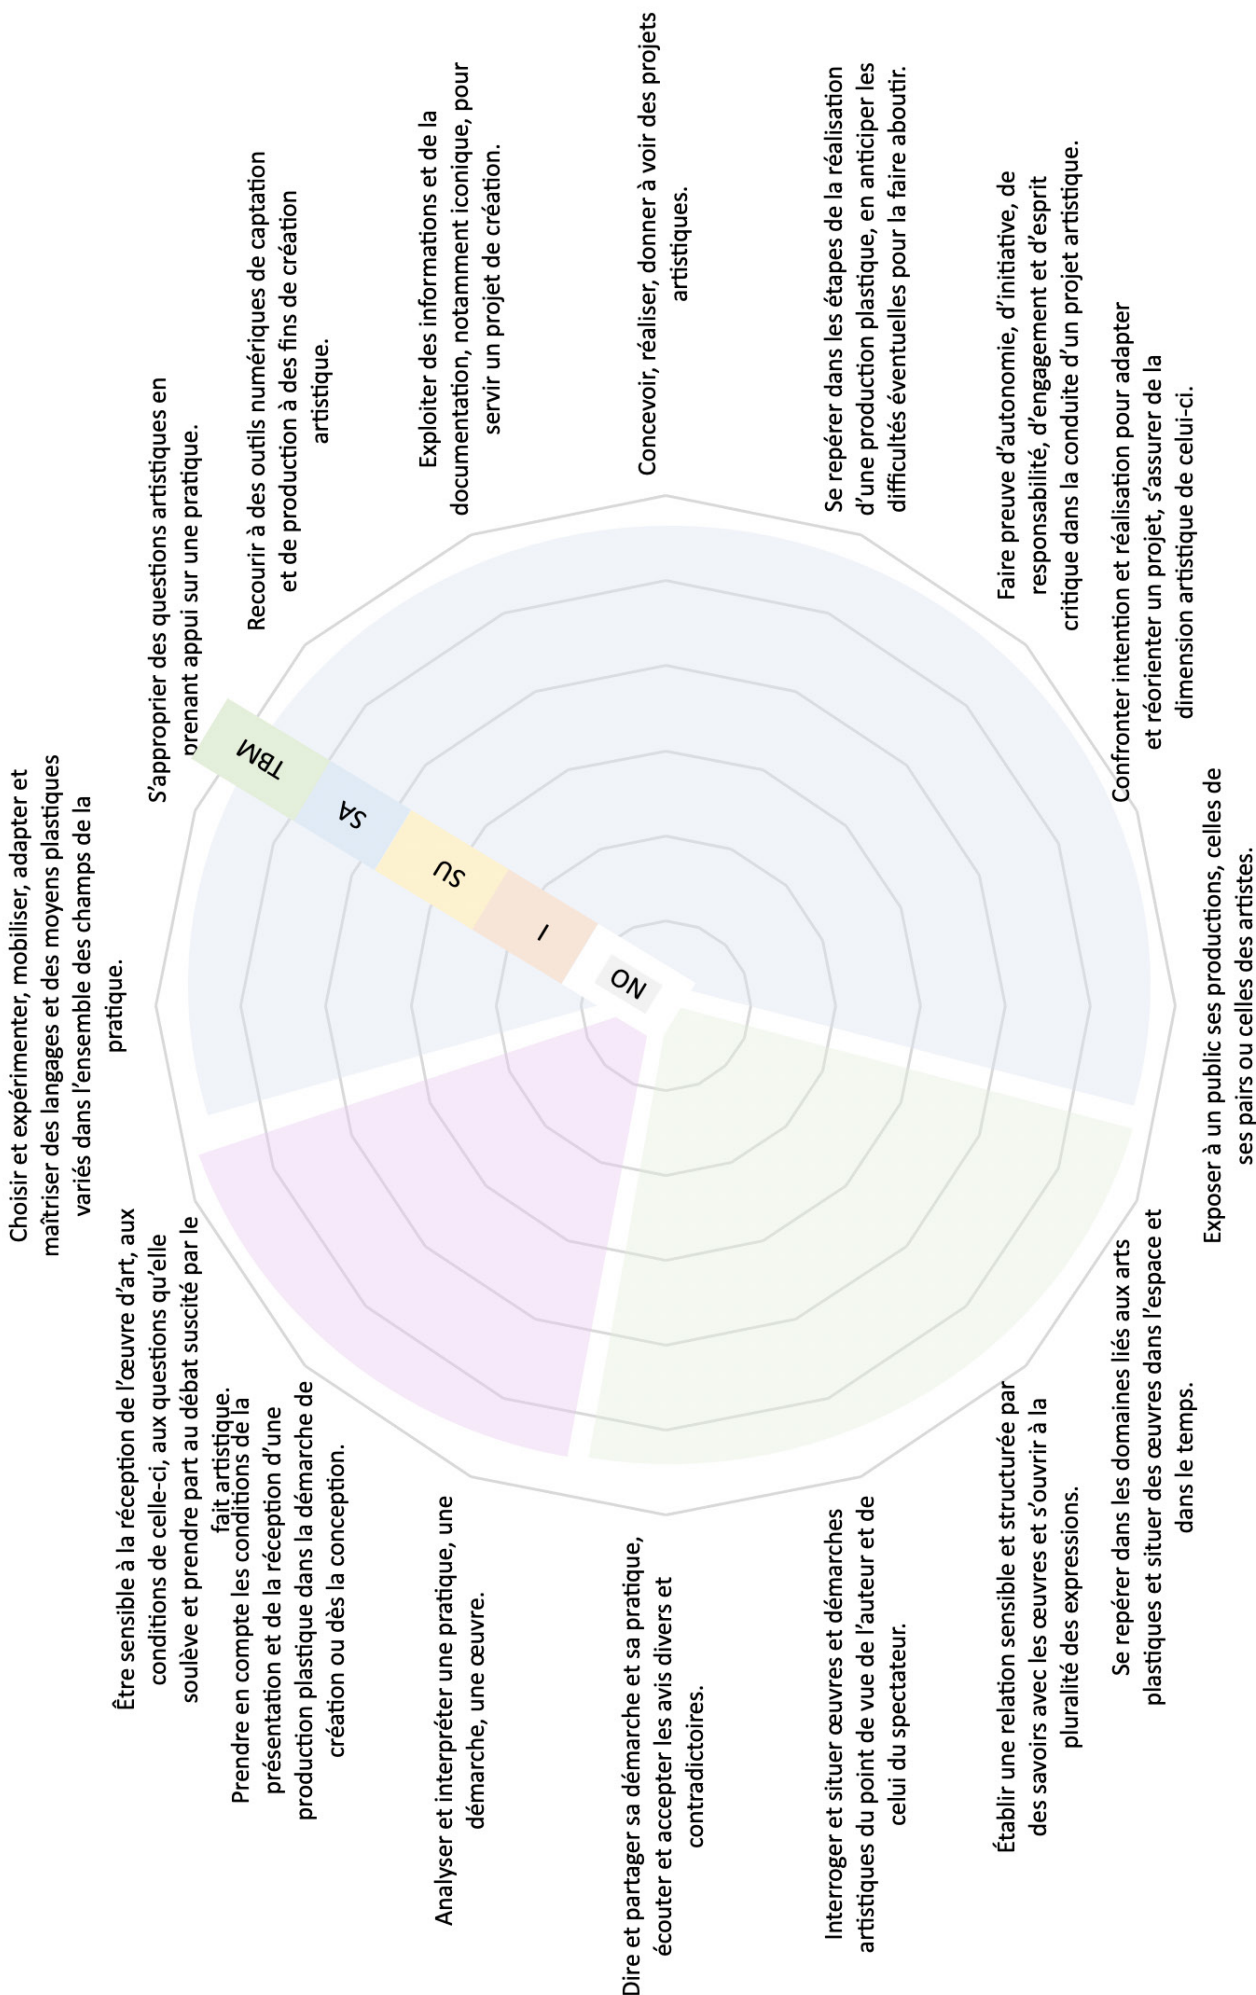 Choisir et expérimenter, mobiliser, adapter et
maîtriser des langages et des moyens plastiques
variés dans l'ensemble des champs de la
pratique.
S'approprier des questions artistiques en
prenant appui sur une pratique.
Recourir à des outils numériques de captation
et de production à des fins de création
artistique.
Exploiter des informations et de la
documentation, notamment iconique, pour
servir un projet de création.
Concevoir, réaliser, donner à voir des projets
artistiques.
Se repérer dans les étapes de la réalisation
d'une production plastique, en anticiper les
difficultés éventuelles pour la faire aboutir.
Faire preuve d'autonomie, d'initiative, de
responsabilité, d'engagement et d'esprit
critique dans la conduite d'un projet artistique.
Confronter intention et réalisation pour adapter
et réorienter un projet, s'assurer de la
dimension artistique de celui-ci.
Exposer à un public ses productions, celles de
ses pairs ou celles des artistes.
Se repérer dans les domaines liés aux arts
plastiques et situer des œuvres dans l'espace et
dans le temps.
Établir une relation sensible et structurée par
des savoirs avec les œuvres et s'ouvrir à la
pluralité des expressions.
Interroger et situer œuvres et démarches
artistiques du point de vue de l'auteur et de
celui du spectateur.
Dire et partager sa démarche et sa pratique,
écouter et accepter les avis divers et
contradictoires.
Analyser et interpréter une pratique, une
démarche, une œuvre.
Prendre en compte les conditions de la
présentation et de la réception d'une
production plastique dans la démarche de
création ou dès la conception.
Être sensible à la réception de l'œuvre d'art, aux
conditions de celle-ci, aux questions qu'elle
soulève et prendre part au débat suscité par le
fait artistique.
TBM
SA
SU
I
NO